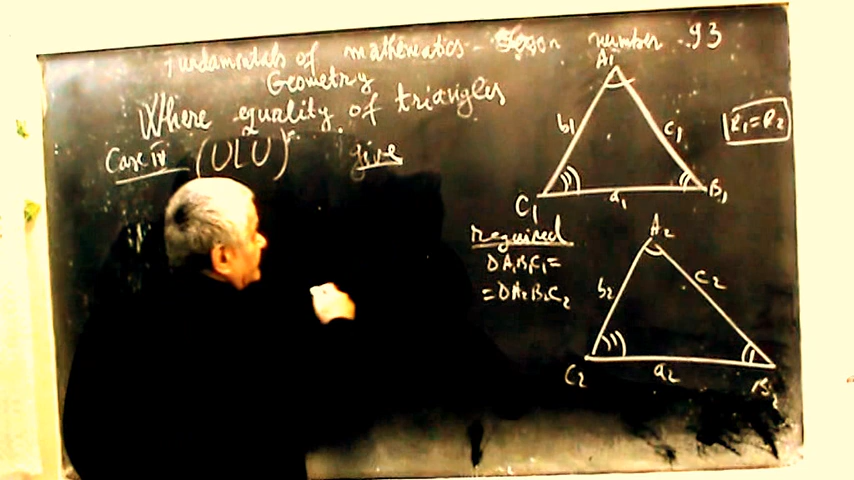 Fundamentals of mathematics - number 93
Geometry
Where equality of triangles
Case IV (ULU) give
A1
b1 c1
C1 a1 B1
R1=R2
Required
ΔA1B1C1=
=ΔA2B2C2
A2
b2 c2
C2 a2 B2